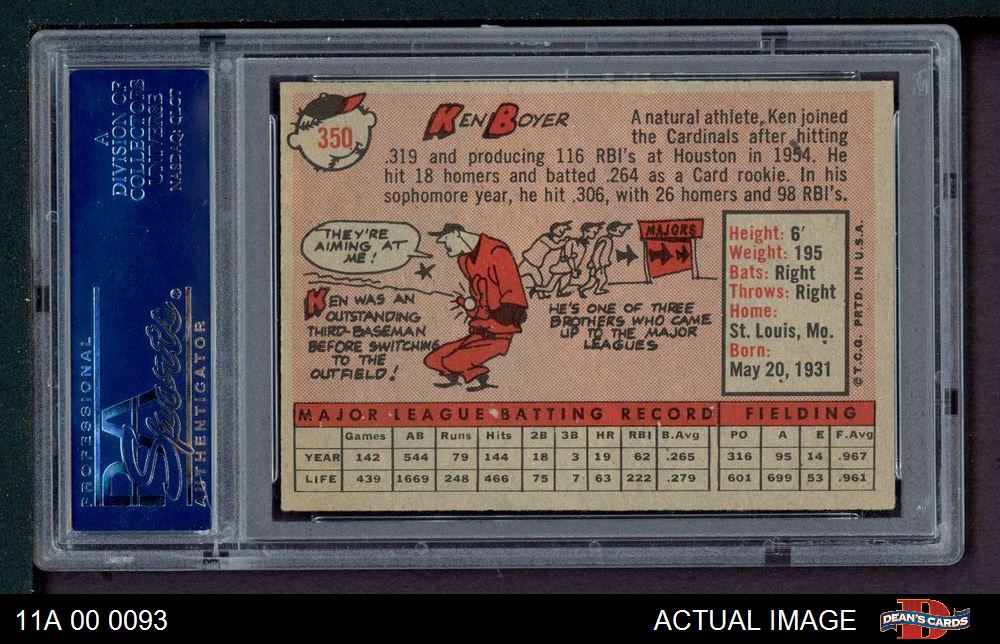 A
DIVISION OF
COLLECTORS
UNIVERSE
NASDAQ: CLCT
PROFESSIONAL
PSA
Sports
AUTHENTICATOR
350
KEN BOYER
A natural athlete, Ken joined
the Cardinals after hitting
.319 and producing 116 RBI's at Houston in 1954. He
hit 18 homers and batted .264 as a Card rookie. In his
sophomore year, he hit .306, with 26 homers and 98 RBI's.
THEY'RE
AIMING AT
ME!
KEN WAS AN
OUTSTANDING
THIRD-BASEMAN
BEFORE SWITCHING
TO THE
OUTFIELD!
MAJORS
HE'S ONE OF THREE
BROTHERS WHO CAME
UP TO THE MAJOR
LEAGUES
Height: 6'
Weight: 195
Bats: Right
Throws: Right
Home:
St. Louis, Mo.
Born:
May 20, 1931
© T.C.G. PRTD. IN U.S.A.
MAJOR LEAGUE BATTING RECORD FIELDING
Games AB Runs Hits 2B 3B HR RBI B.Avg PO A E F.Avg
YEAR 142 544 79 144 18 3 19 62 .265 316 95 14 .967
LIFE 439 1669 248 466 75 7 63 222 .279 601 699 53 .961
11A 00 0093
ACTUAL IMAGE
D
DEAN'S CARDS